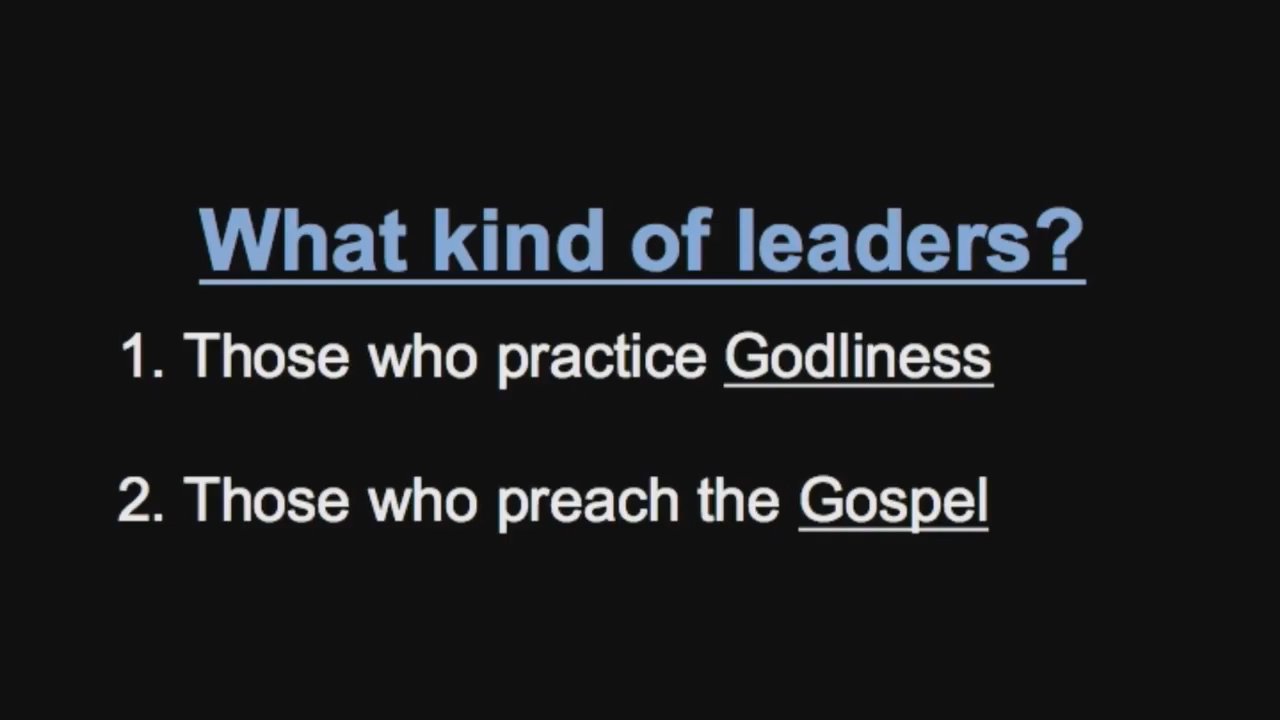 What kind of leaders?
1. Those who practice Godliness
2. Those who preach the Gospel